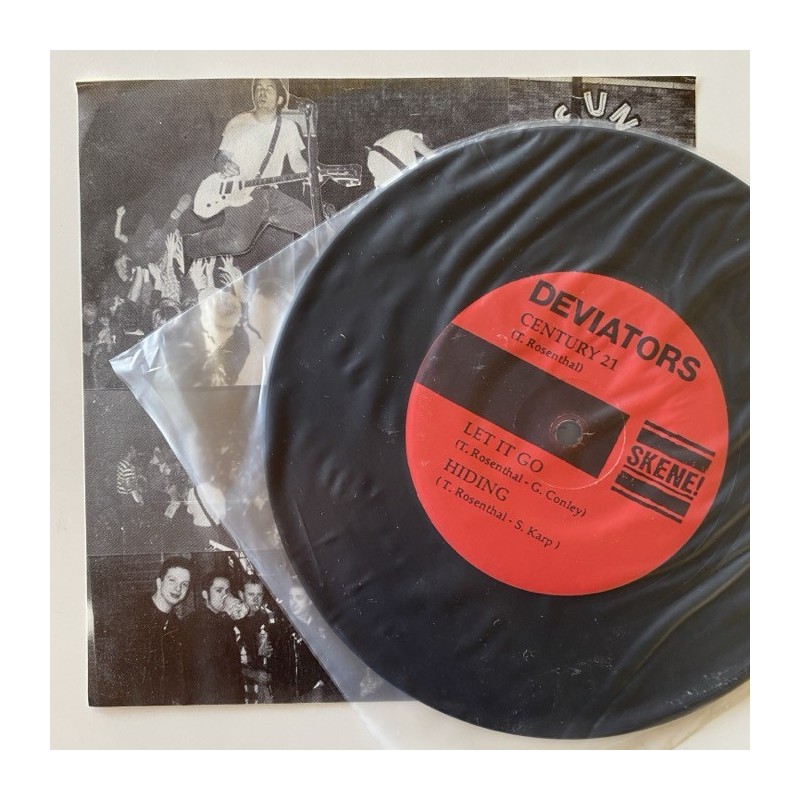 SUN
DEVIATORS
CENTURY 21
(T. Rosenthal)
LET IT GO
(T. Rosenthal - G. Conley)
HIDING
( T. Rosenthal - S. Karp )
SKENE!